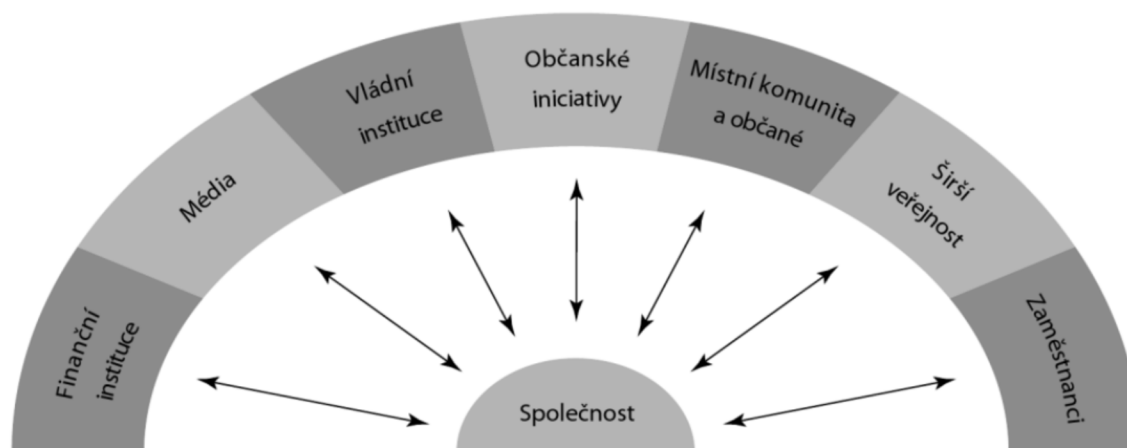 Finanční
instituce
Média
Vládní
instituce
Občanské
iniciativy
Místní komunita
a občané
Širší
veřejnost
Zaměstnanci
Společnost